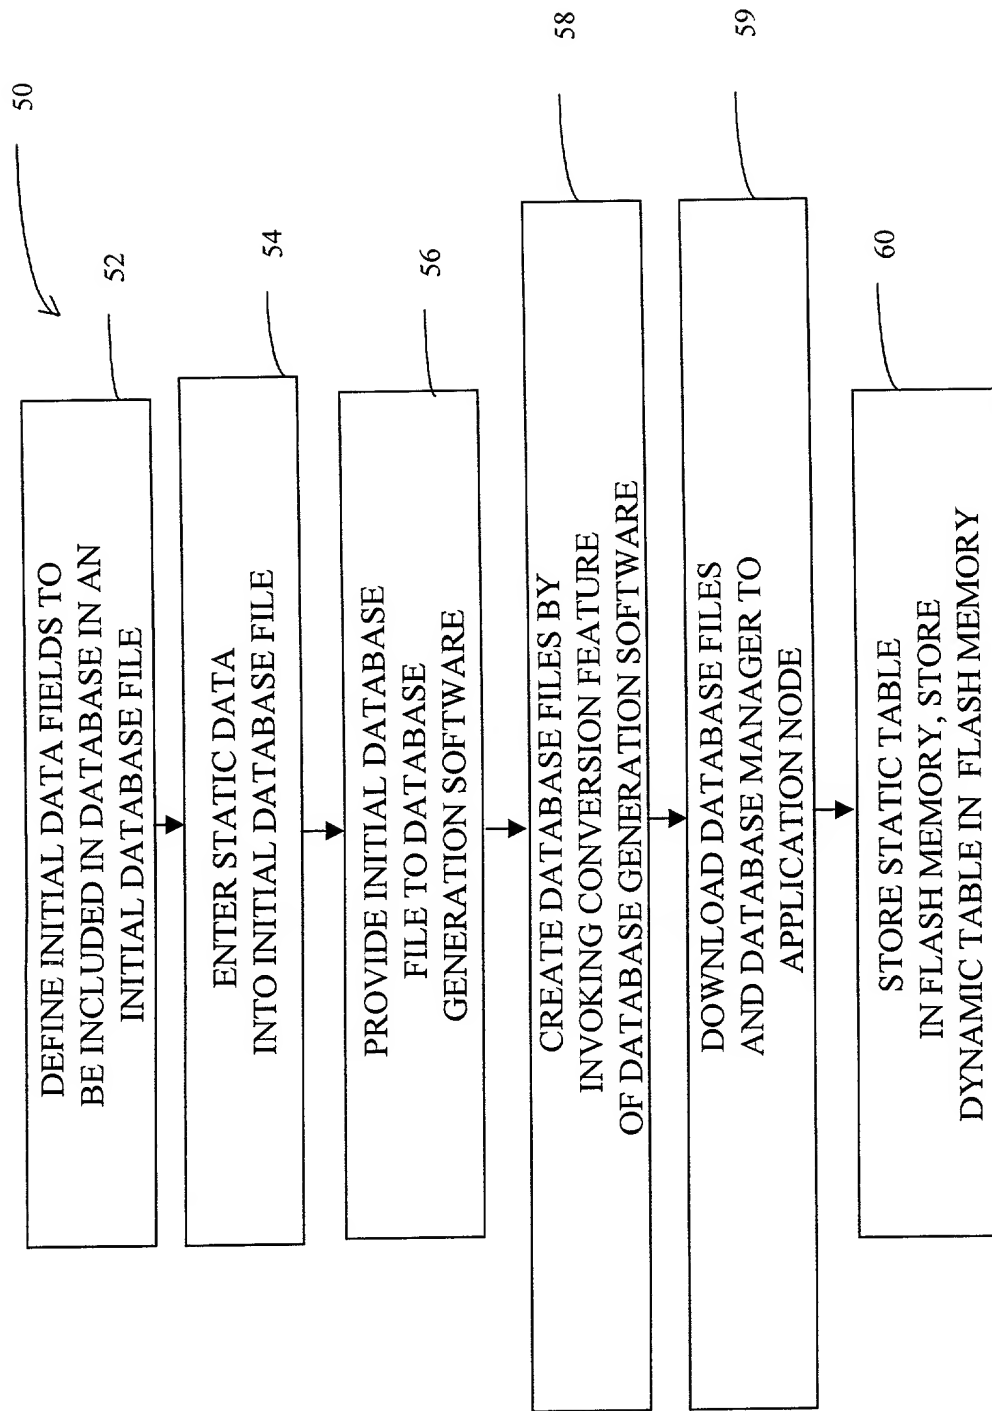 50
DEFINE INITIAL DATA FIELDS TO
BE INCLUDED IN DATABASE IN AN
INITIAL DATABASE FILE
52
ENTER STATIC DATA
INTO INITIAL DATABASE FILE
54
PROVIDE INITIAL DATABASE
FILE TO DATABASE
GENERATION SOFTWARE
56
CREATE DATABASE FILES BY
INVOKING CONVERSION FEATURE
OF DATABASE GENERATION SOFTWARE
58
DOWNLOAD DATABASE FILES
AND DATABASE MANAGER TO
APPLICATION NODE
59
STORE STATIC TABLE
IN FLASH MEMORY, STORE
DYNAMIC TABLE IN FLASH MEMORY
60